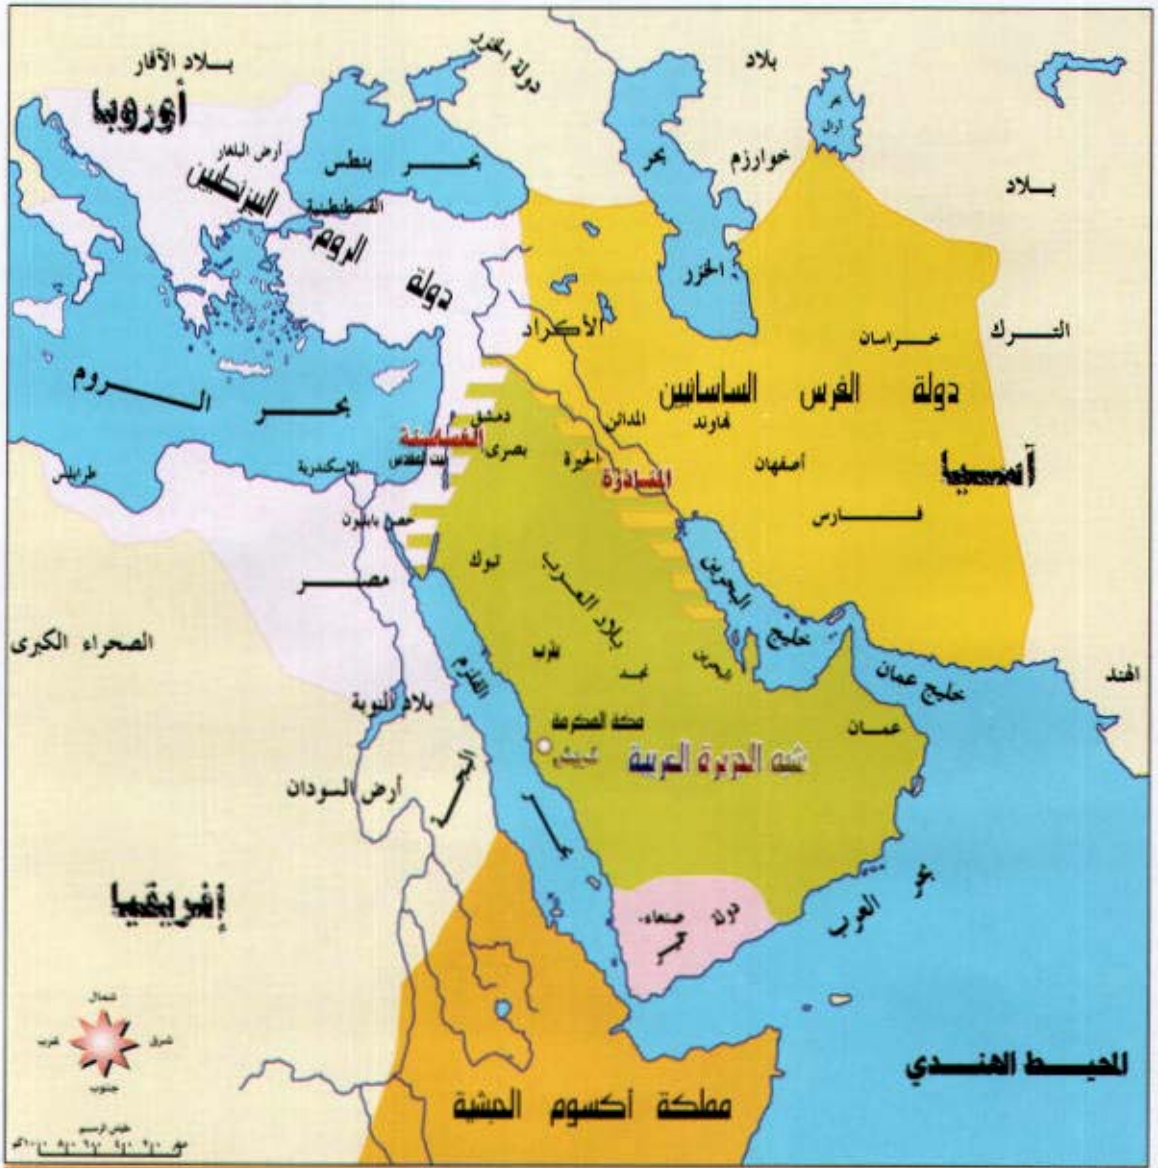 بلاد الآفار
دولة الخزر
بلاد
أوروبا
بحر
آرال
أرض البلغار
بحر بنطس
بحر
خوارزم
بلاد
البيزنطيين
القسطنطينية
الروم
دولة
الخزر
الأكراد
خراسان
الترك
بحر الروم
دولة الفرس الساسانيين
المدائن
نهاوند
دمشق
الغساسنة
بصرى
بيت المقدس
الحيرة
المناذرة
أصفهان
آسيا
طرابلس
الإسكندرية
حصن بابليون
فارس
مصر
تبوك
بلاد العرب
البحرين
خليج
الصحراء الكبرى
القلزم
يثرب
نجد
البحرين
خليج عمان
الهند
بلاد النوبة
مكة المكرمة
قريش
شبه الجزيرة العربية
عمان
البجة
أرض السودان
بحر
إفريقيا
دولة
صنعاء
حمير
بحر العرب
شمال
شرق
غرب
جنوب
المحيط الهندي
مملكة أكسوم الحبشية